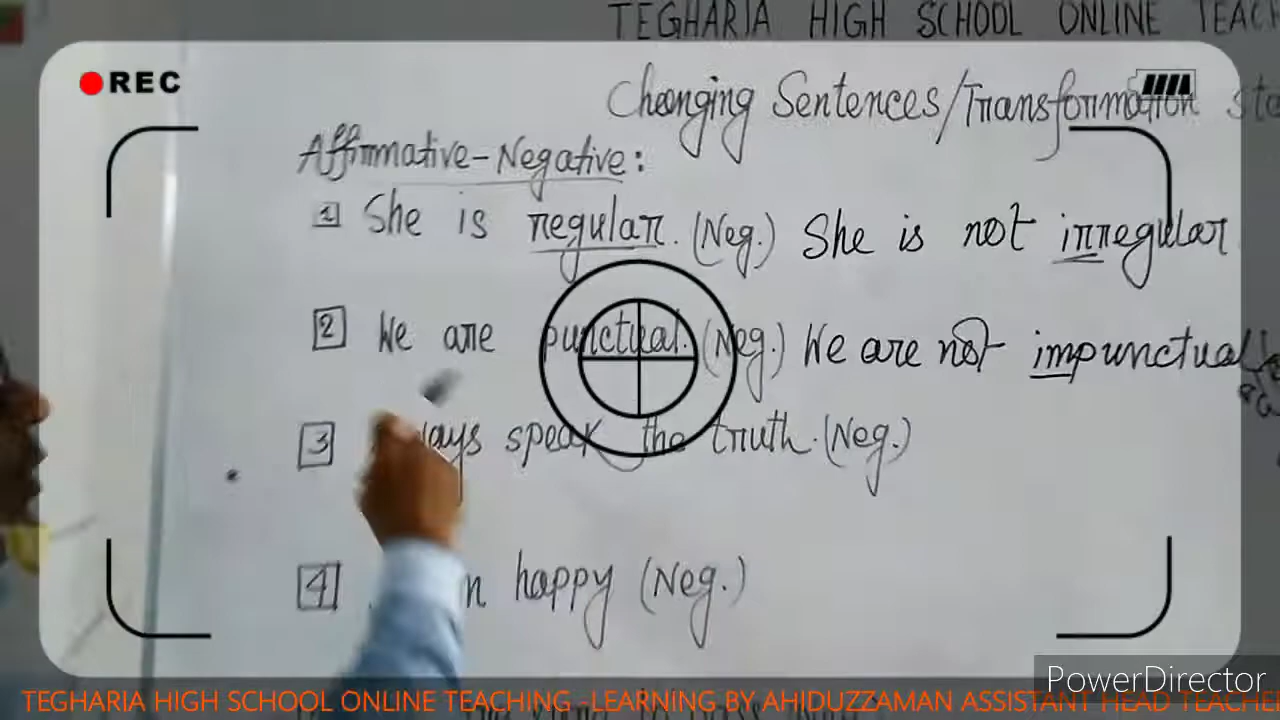 TEGHARIA HIGH SCHOOL ONLINE
REC
Changing Sentences/Transformation
Affirmative-Negative:
1 She is regular. (Neg.) She is not irregular
2 We are punctual. (Neg.) We are not impunctual
3 speak the truth. (Neg.)
4 happy (Neg.)
PowerDirector
TEGHARIA HIGH SCHOOL ONLINE TEACHING -LEARNING BY AHIDUZZAMAN ASSISTANT HEAD TEACHER